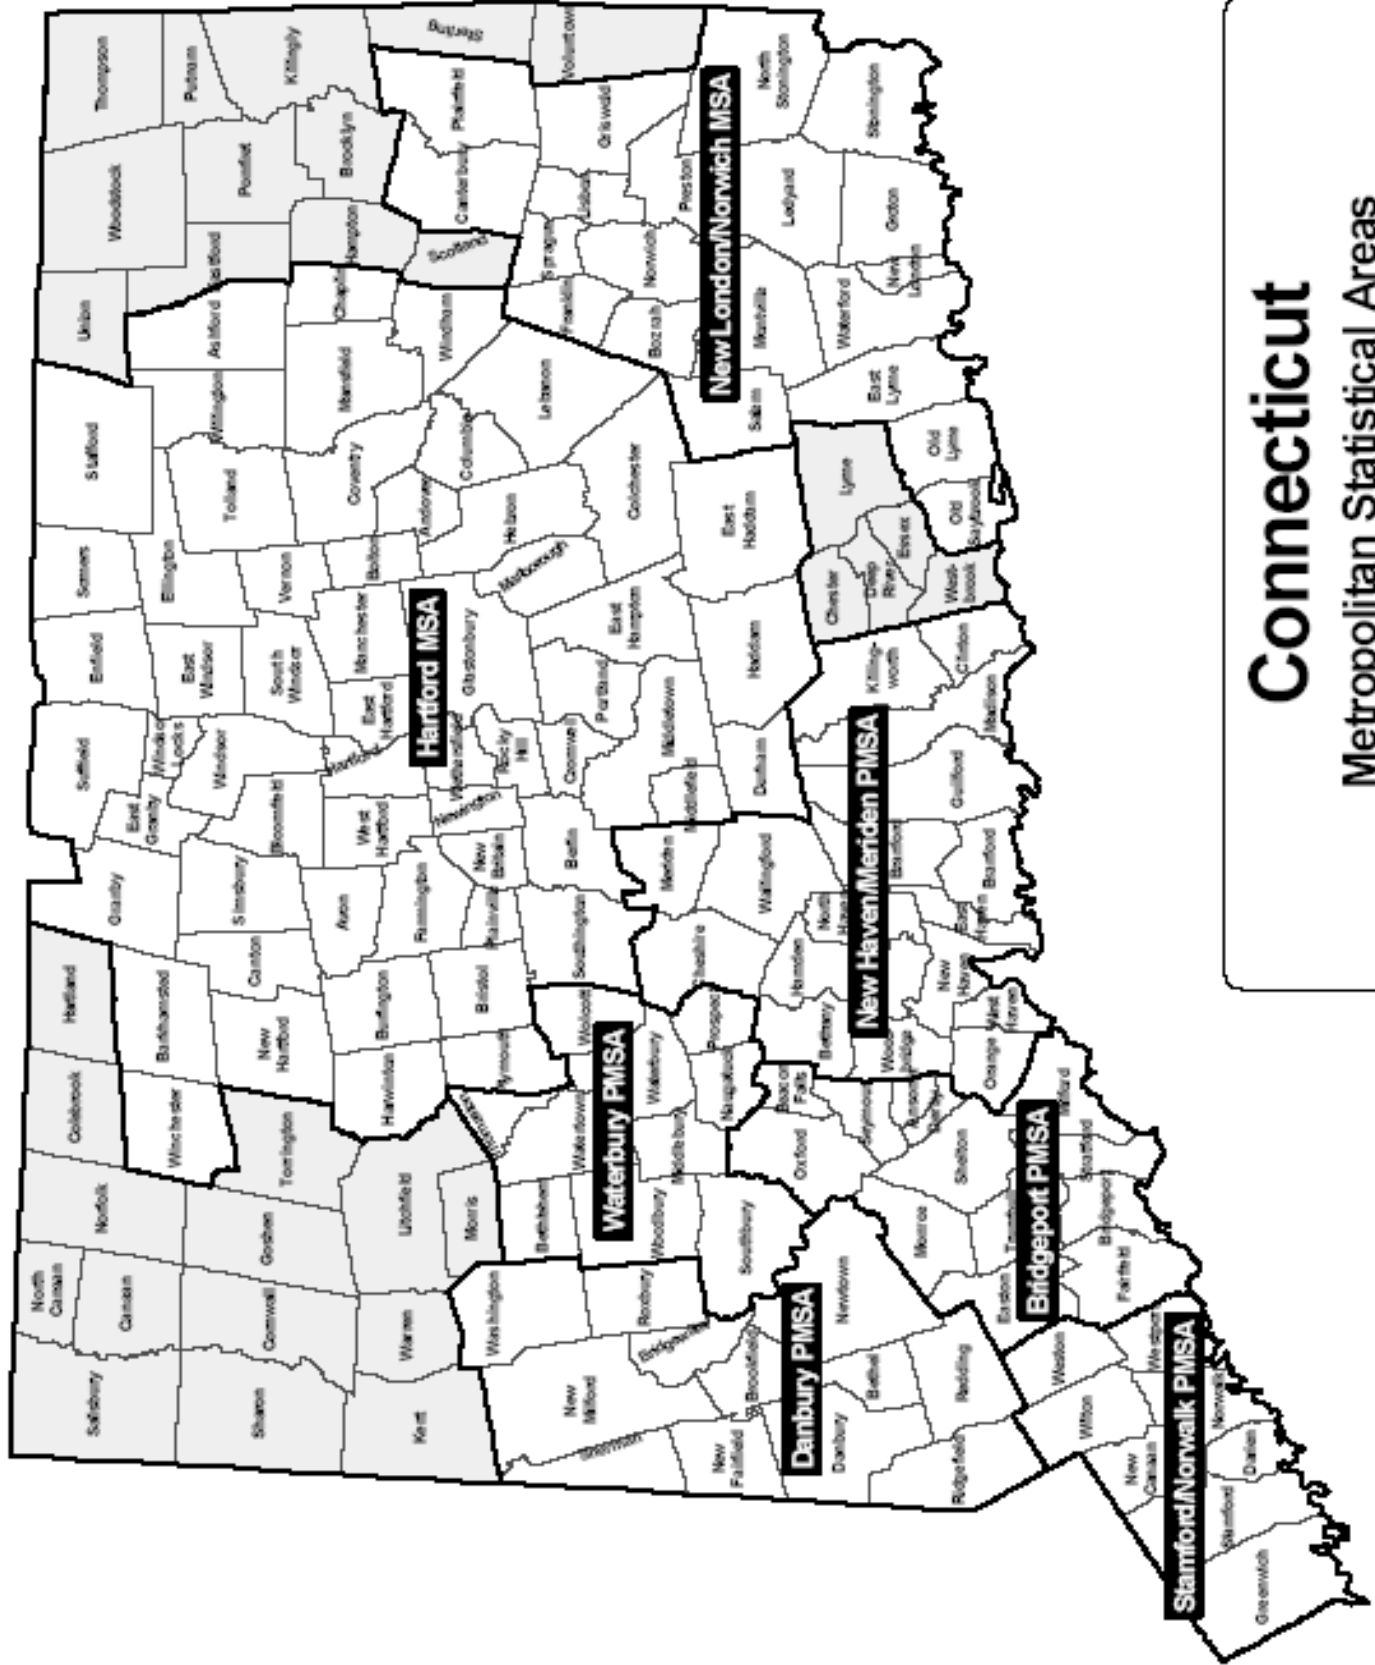 Salisbury
North
Canaan
Canaan
Norfolk
Colebrook
Hartland
Granby
East
Granby
Suffield
Windsor
Locks
Enfield
Somers
Stafford
Union
Woodstock
Thompson
Sharon
Cornwall
Goshen
Torrington
Winchester
Barkhamsted
New
Hartford
Canton
Simsbury
Bloomfield
Windsor
East
Windsor
South
Windsor
Ellington
Vernon
Tolland
Willington
Ashford
Eastford
Pomfret
Putnam
Killingly
Kent
Warren
Litchfield
Morris
Harwinton
Burlington
Avon
Farmington
West
Hartford
Hartford
East
Hartford
Manchester
Bolton
Coventry
Mansfield
Chaplin
Hampton
Brooklyn
Hartford MSA
Washington
Bethlehem
Thomaston
Plymouth
Bristol
Plainville
New
Britain
Newington
Wethersfield
Rocky
Hill
Glastonbury
Hebron
Andover
Columbia
Windham
Scotland
Canterbury
Plainfield
Sterling
Voluntown
New
Milford
Sherman
Roxbury
Bridgewater
Woodbury
Watertown
Waterbury PMSA
Wolcott
Waterbury
Middlebury
Southington
Berlin
Cromwell
Portland
Marlborough
East
Hampton
Colchester
Lebanon
Franklin
Sprague
Lisbon
Griswold
Bozrah
Norwich
Preston
New
Fairfield
Brookfield
Southbury
Naugatuck
Prospect
Cheshire
Meriden
Middlefield
Middletown
Durham
Haddam
East
Haddam
Salem
Montville
New London/Norwich MSA
Ledyard
North
Stonington
Danbury PMSA
Danbury
Bethel
Newtown
Oxford
Beacon
Falls
Seymour
Bethany
Hamden
Wallingford
North
Haven
New Haven/Meriden PMSA
Branford
Killing-
worth
Chester
Deep
River
Essex
Lyme
East
Lyme
Waterford
New
London
Groton
Stonington
Ridgefield
Redding
Easton
Monroe
Shelton
Ansonia
Derby
Wood-
bridge
Orange
West
Haven
New
Haven
East
Haven
Branford
Guilford
Madison
Clinton
West-
brook
Old
Saybrook
Old
Lyme
Bridgeport PMSA
Weston
Wilton
Fairfield
Bridgeport
Stratford
Milford
New
Canaan
Westport
Stamford/Norwalk PMSA
Norwalk
Darien
Stamford
Greenwich
Connecticut
Metropolitan Statistical Areas